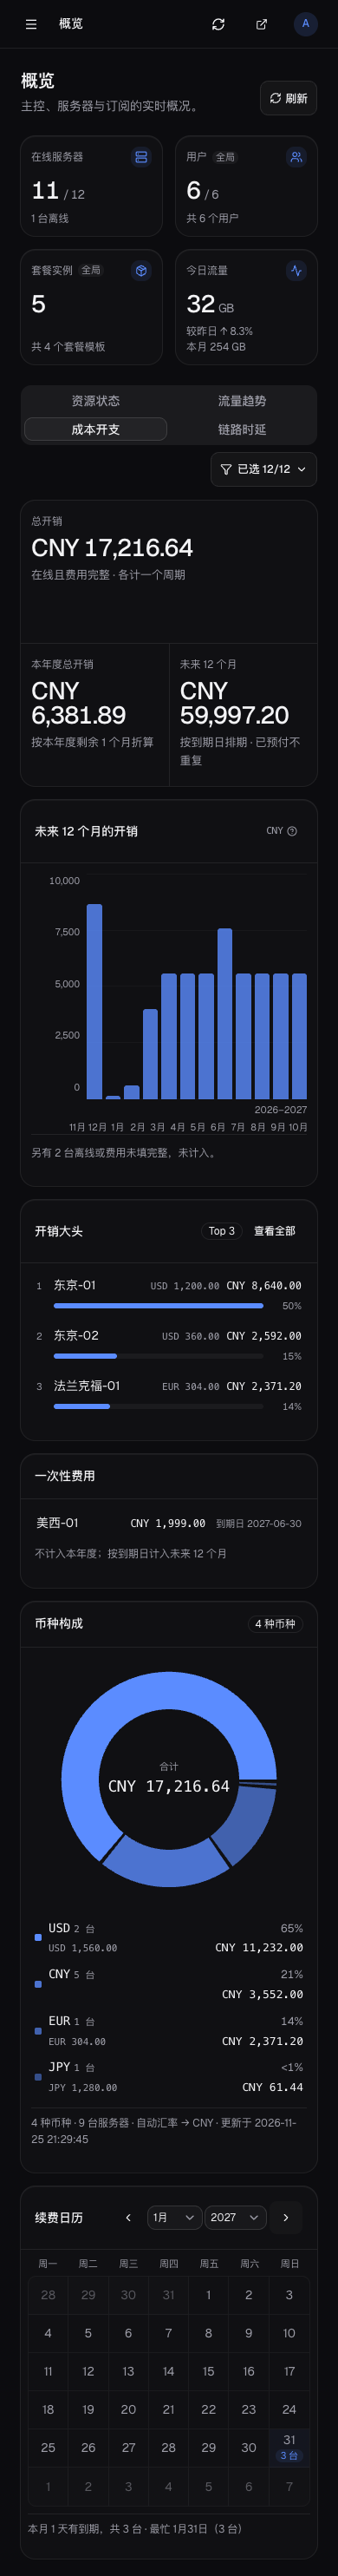 概览
A
概览
主控、服务器与订阅的实时概况。
刷新
在线服务器
11 / 12
1 台离线
用户 全局
6 / 6
共 6 个用户
套餐实例 全局
5
共 4 个套餐模板
今日流量
32 GB
较昨日 ↑ 8.3%
本月 254 GB
资源状态
流量趋势
成本开支
链路时延
已选 12/12
总开销
CNY 17,216.64
在线且费用完整 · 各计一个周期
本年度总开销
CNY
6,381.89
按本年度剩余 1 个月折算
未来 12 个月
CNY
59,997.20
按到期日排期 · 已预付不
重复
未来 12 个月的开销
CNY
10,000
7,500
5,000
2,500
0
2026–2027
11月 12月 1月 2月 3月 4月 5月 6月 7月 8月 9月 10月
另有 2 台离线或费用未填完整，未计入。
开销大头
Top 3
查看全部
1 东京-01 USD 1,200.00 CNY 8,640.00
50%
2 东京-02 USD 360.00 CNY 2,592.00
15%
3 法兰克福-01 EUR 304.00 CNY 2,371.20
14%
一次性费用
美西-01 CNY 1,999.00 到期日 2027-06-30
不计入本年度；按到期日计入未来 12 个月
币种构成
4 种币种
合计
CNY 17,216.64
USD 2 台 65%
USD 1,560.00 CNY 11,232.00
CNY 5 台 21%
CNY 3,552.00
EUR 1 台 14%
EUR 304.00 CNY 2,371.20
JPY 1 台 <1%
JPY 1,280.00 CNY 61.44
4 种币种 · 9 台服务器 · 自动汇率 → CNY · 更新于 2026-11-
25 21:29:45
续费日历
1月
2027
周一 周二 周三 周四 周五 周六 周日
28 29 30 31 1 2 3
4 5 6 7 8 9 10
11 12 13 14 15 16 17
18 19 20 21 22 23 24
25 26 27 28 29 30 31
3 台
1 2 3 4 5 6 7
本月 1 天有到期，共 3 台 · 最忙 1月31日（3 台）